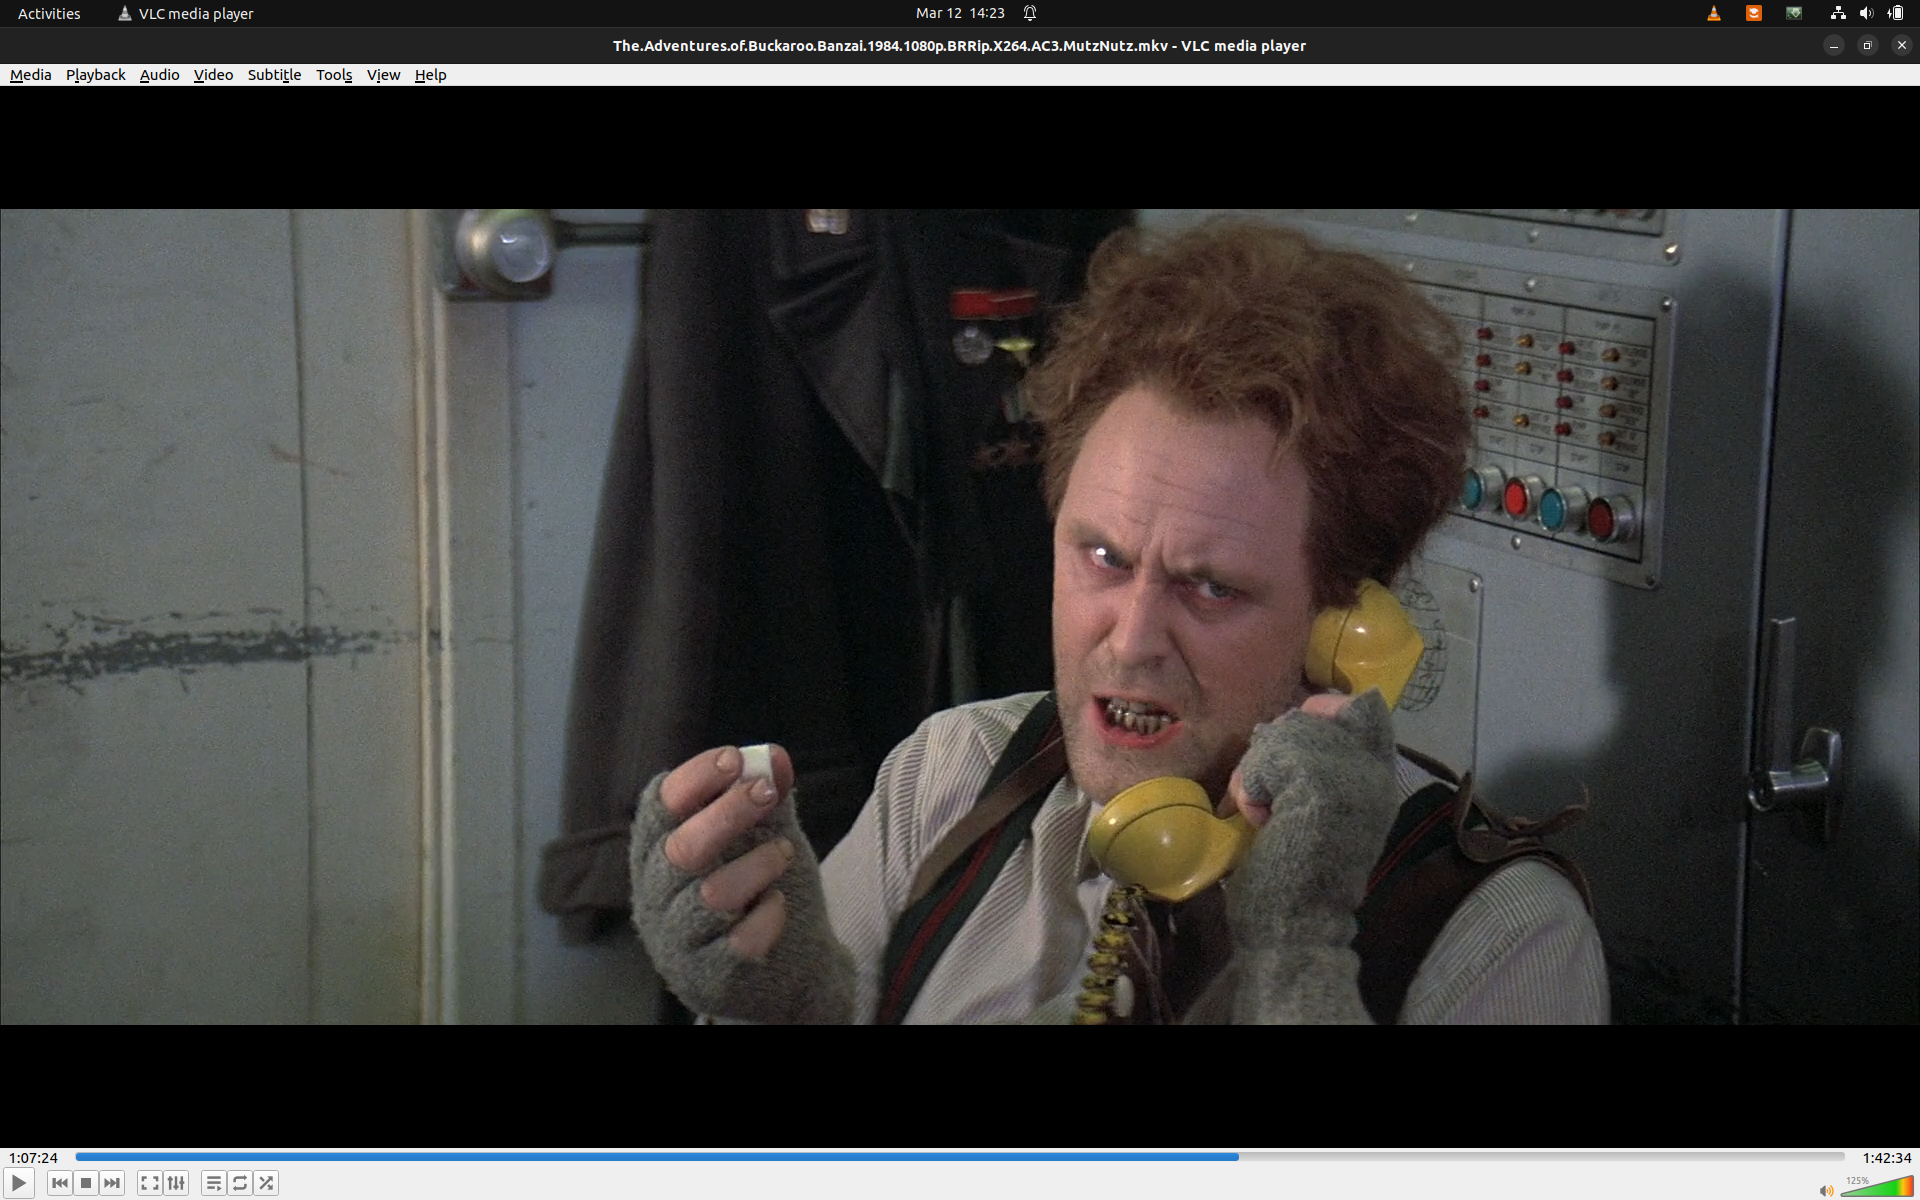 Activities VLC media player Mar 12 14:23
The.Adventures.of.Buckaroo.Banzai.1984.1080p.BRRip.X264.AC3.MutzNutz.mkv - VLC media player
Media Playback Audio Video Subtitle Tools View Help
1:07:24 1:42:34
125%